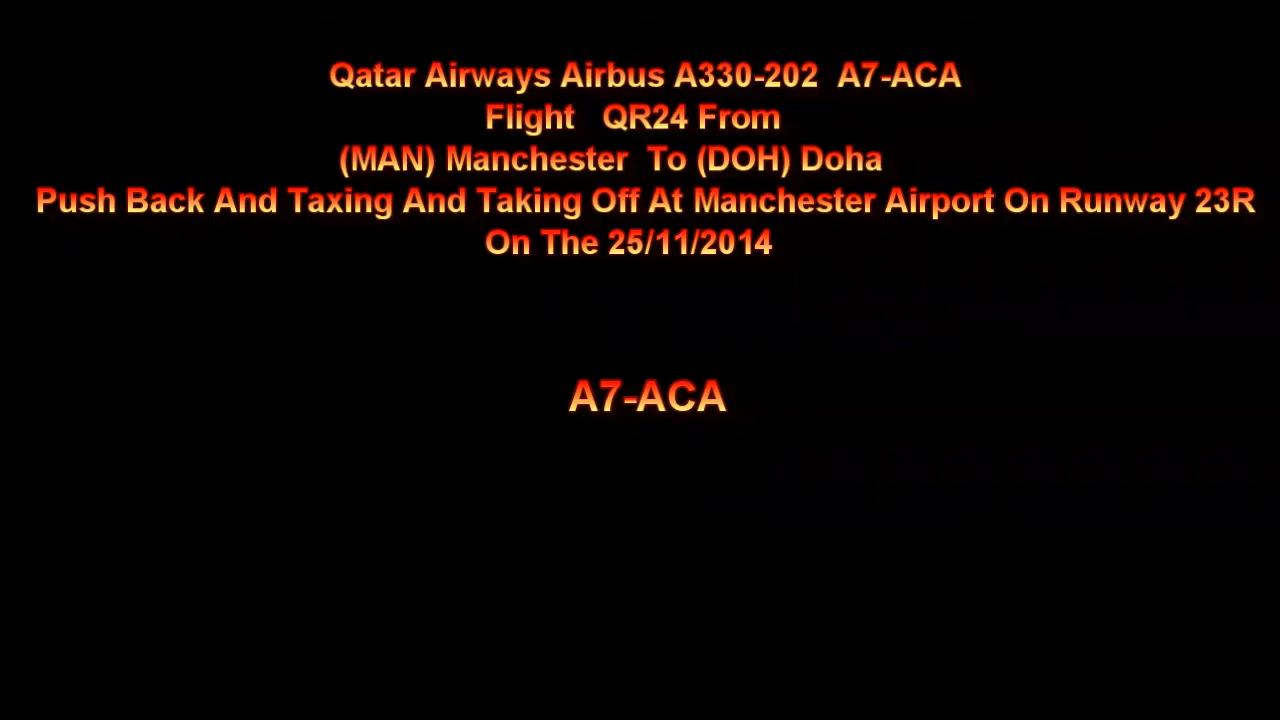 Qatar Airways Airbus A330-202  A7-ACA
Flight   QR24 From
(MAN) Manchester  To (DOH) Doha
Push Back And Taxing And Taking Off At Manchester Airport On Runway 23R
On The 25/11/2014
A7-ACA